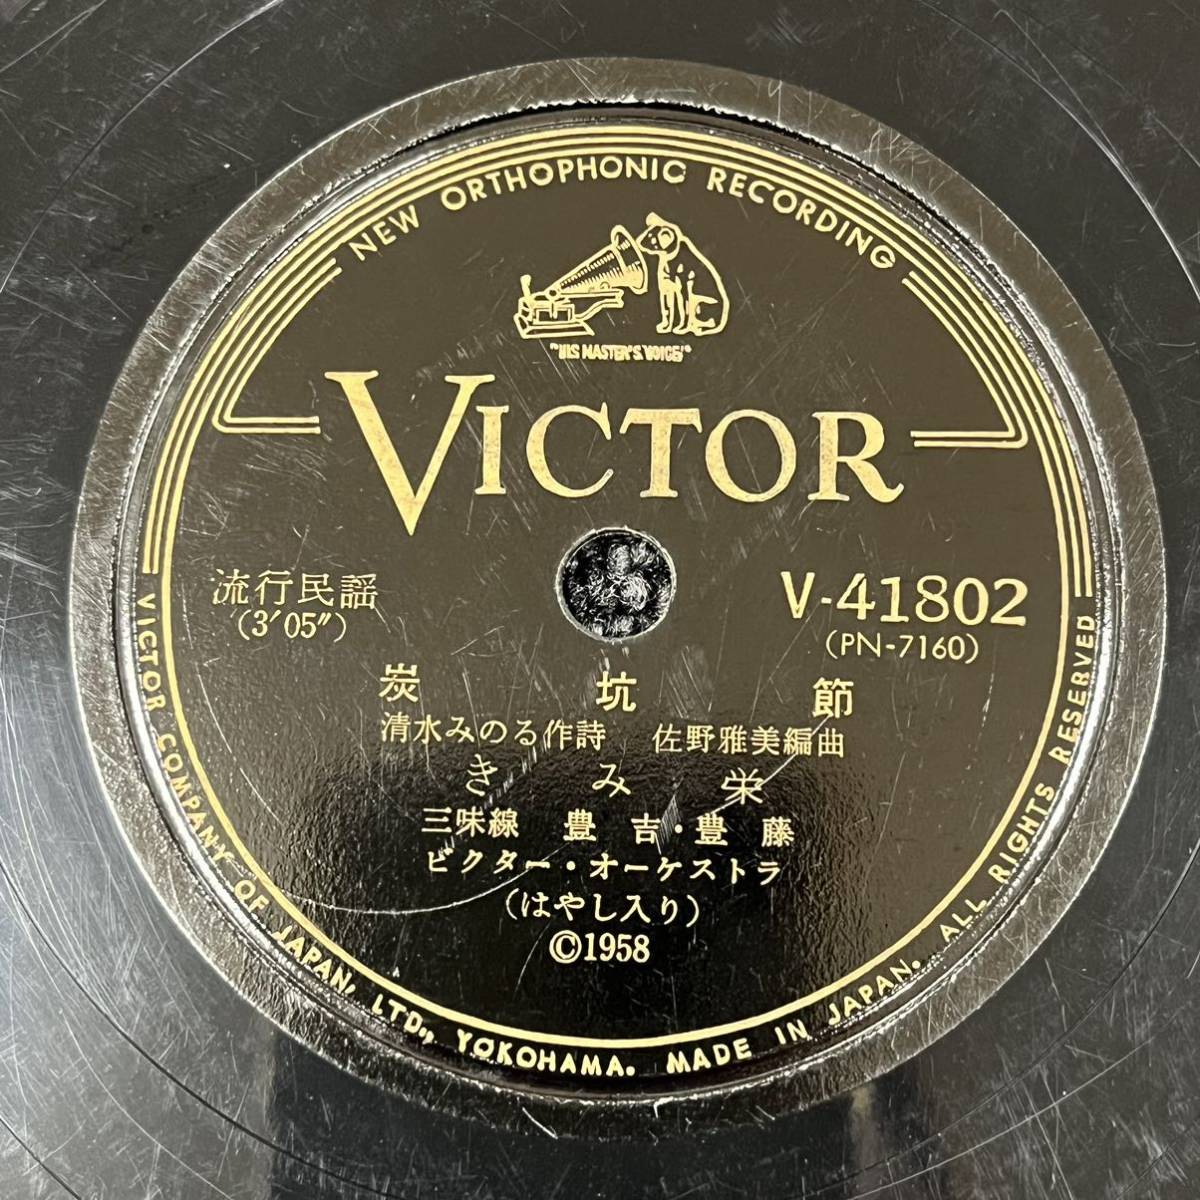 NEW ORTHOPHONIC RECORDING
"HIS MASTER'S VOICE"
VICTOR
流行民謡
(3′05″)
V-41802
(PN-7160)
炭坑節
清水みのる作詩 佐野雅美編曲
きみ栄
三味線 豊吉・豊藤
ビクター・オーケストラ
(はやし入り)
©1958
VICTOR COMPANY OF JAPAN, LTD., YOKOHAMA. MADE IN JAPAN. ALL RIGHTS RESERVED